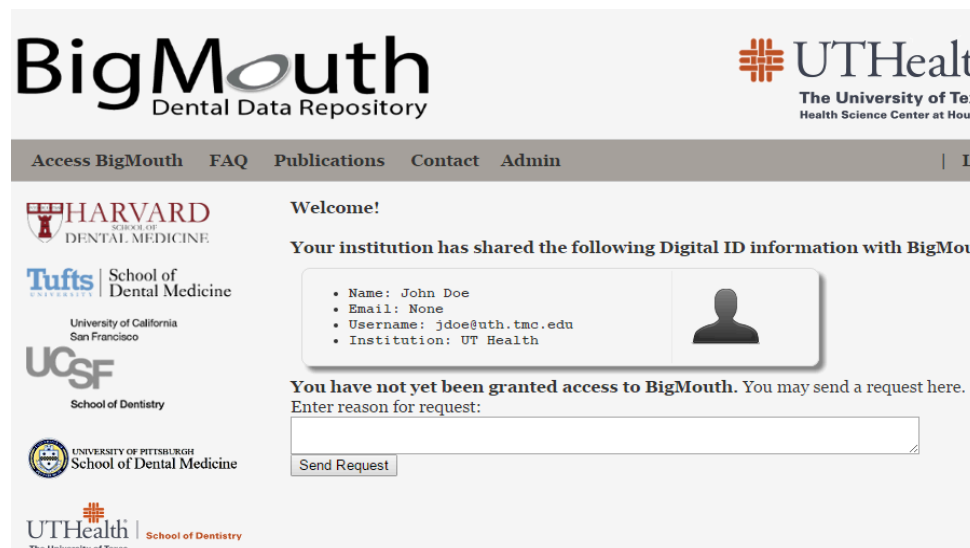 BigMouth
Dental Data Repository
UTHealt
The University of Te
Health Science Center at Hou
Access BigMouth FAQ Publications Contact Admin |
HARVARD
SCHOOL OF
DENTAL MEDICINE
Tufts School of
UNIVERSITY Dental Medicine
University of California
San Francisco
UCSF
School of Dentistry
UNIVERSITY OF PITTSBURGH
School of Dental Medicine
UTHealth School of Dentistry
The University of Texas
Welcome!
Your institution has shared the following Digital ID information with BigMou
• Name: John Doe
• Email: None
• Username: jdoe@uth.tmc.edu
• Institution: UT Health
You have not yet been granted access to BigMouth. You may send a request here.
Enter reason for request:
Send Request